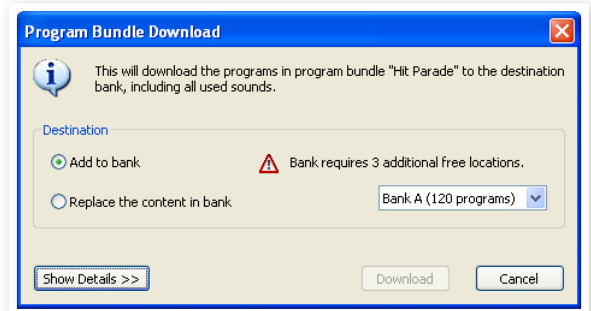 Program Bundle Download
This will download the programs in program bundle "Hit Parade" to the destination
bank, including all used sounds.
Destination
Add to bank
Bank requires 3 additional free locations.
Replace the content in bank
Bank A (120 programs)
Show Details >>
Download
Cancel